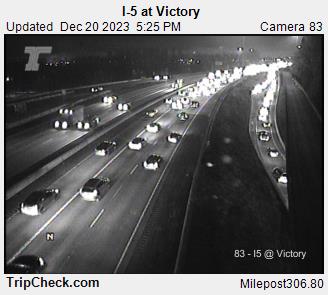 I-5 at Victory
Updated Dec 20 2023 5:25 PM Camera 83
T
N
83 - I5 @ Victory
TripCheck.com Milepost306.80